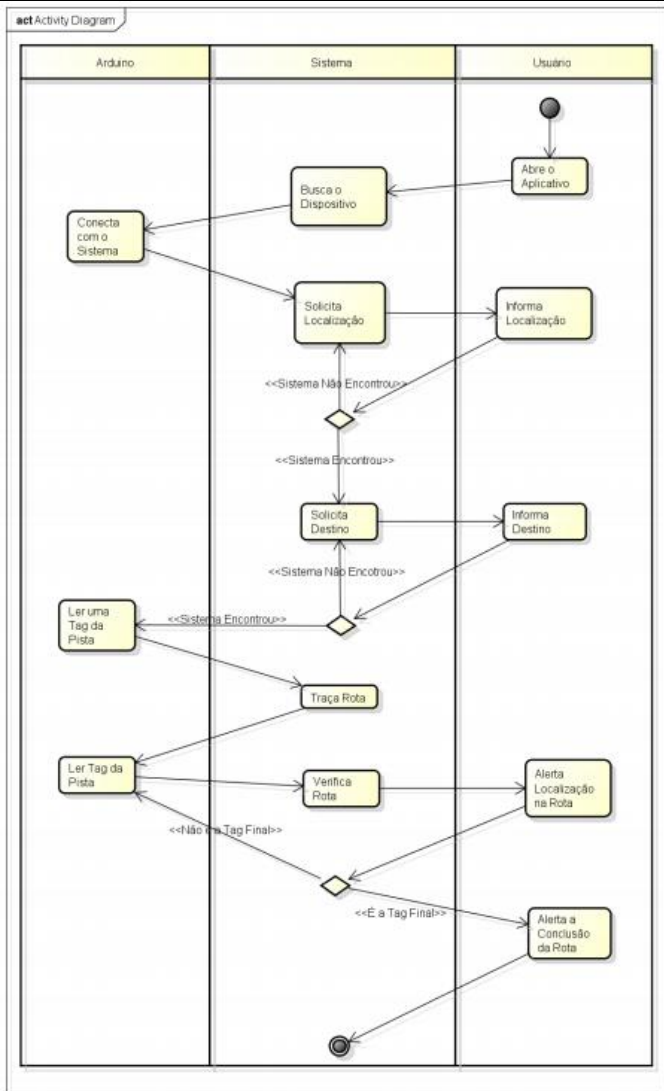 act Activity Diagram
Arduino
Sistema
Usuário
Abre o
Aplicativo
Busca o
Dispositivo
Conecta
com o
Sistema
Solicita
Localização
Informa
Localização
<<Sistema Não Encontrou>>
<<Sistema Encontrou>>
Solicita
Destino
Informa
Destino
<<Sistema Não Encotrou>>
<<Sistema Encontrou>>
Ler uma
Tag da
Pista
Traça Rota
Ler Tag da
Pista
Verifica
Rota
Alerta
Localização
na Rota
<<Não é a Tag Final>>
<<É a Tag Final>>
Alerta a
Conclusão
da Rota